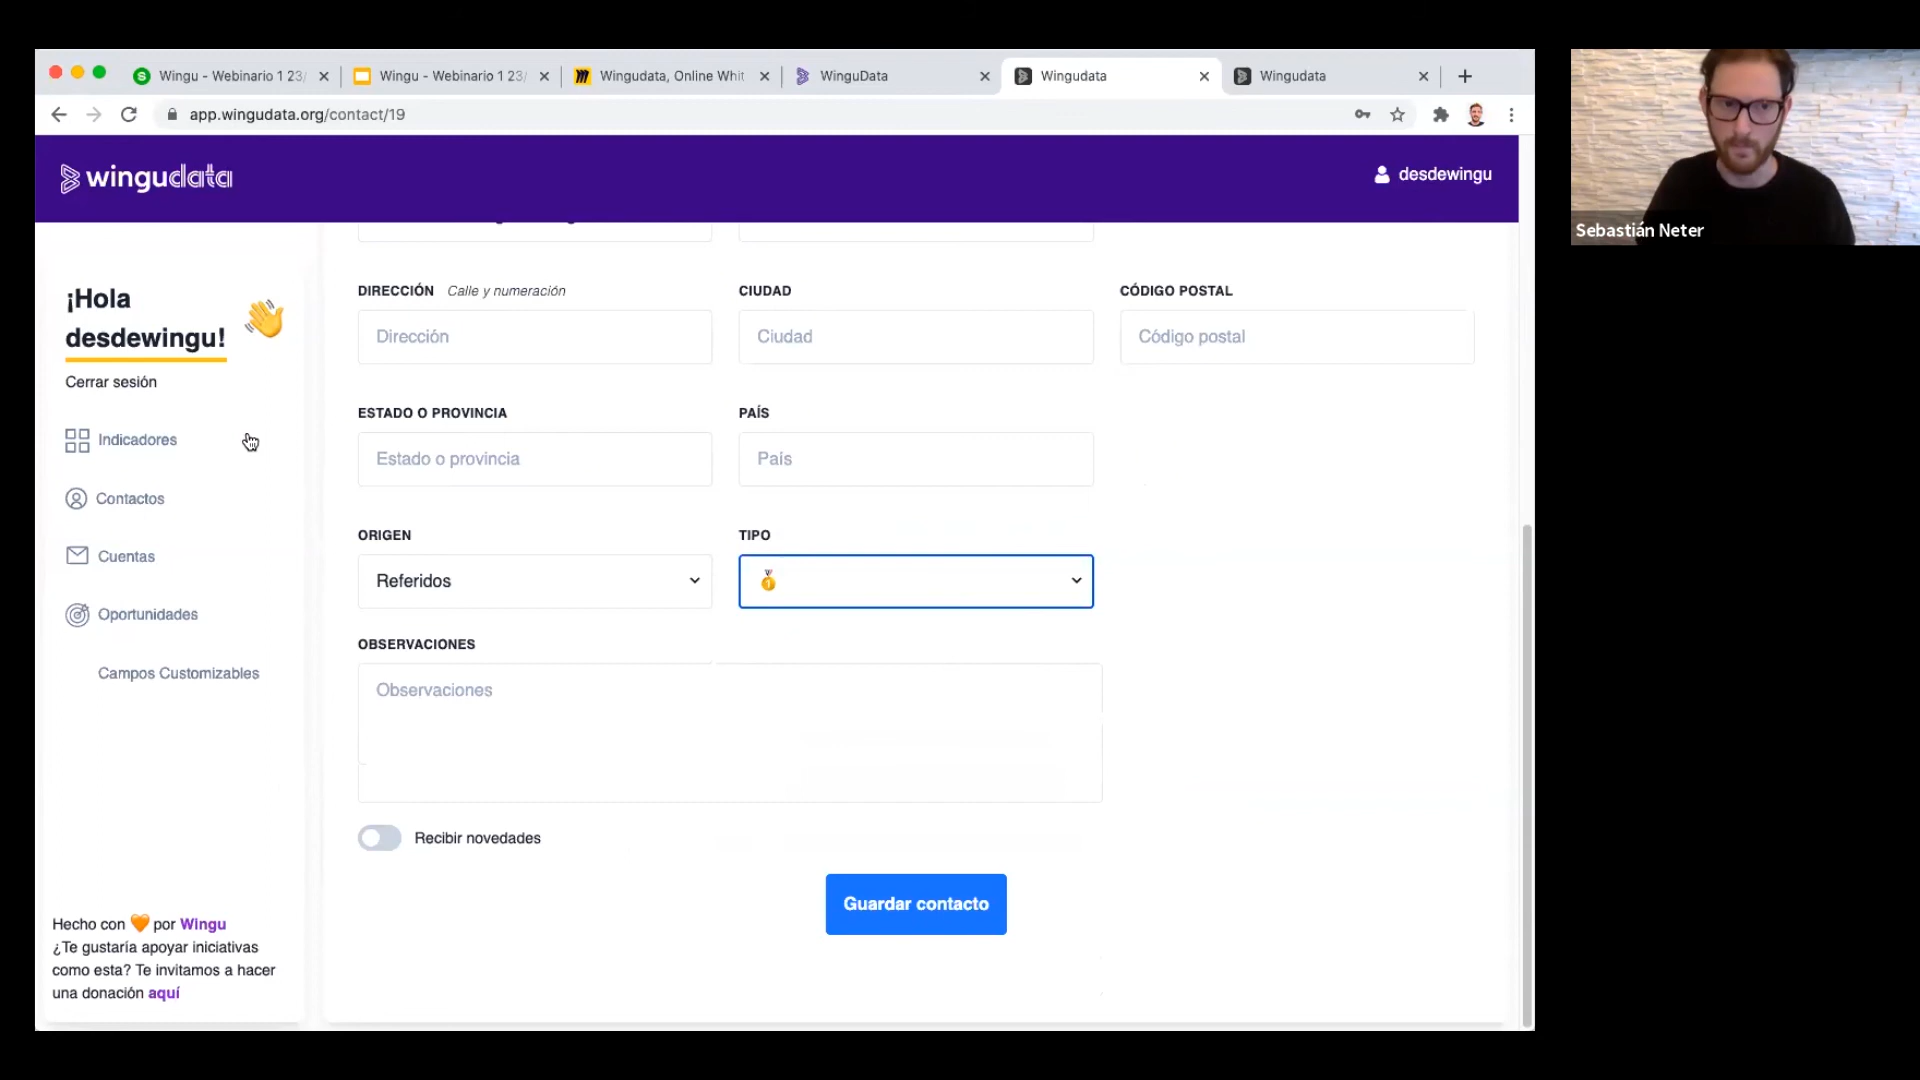 Wingu - Webinario 1 23/
Wingu - Webinario 1 23/
Wingudata, Online Whit
WinguData
Wingudata
Wingudata
app.wingudata.org/contact/19
wingudata
desdewingu
Sebastián Neter
¡Hola
desdewingu!
Cerrar sesión
Indicadores
Contactos
Cuentas
Oportunidades
Campos Customizables
DIRECCIÓN Calle y numeración
CIUDAD
CÓDIGO POSTAL
Dirección
Ciudad
Código postal
ESTADO O PROVINCIA
PAÍS
Estado o provincia
País
ORIGEN
TIPO
Referidos
OBSERVACIONES
Observaciones
Recibir novedades
Guardar contacto
Hecho con 🧡 por Wingu
¿Te gustaría apoyar iniciativas
como esta? Te invitamos a hacer
una donación aquí